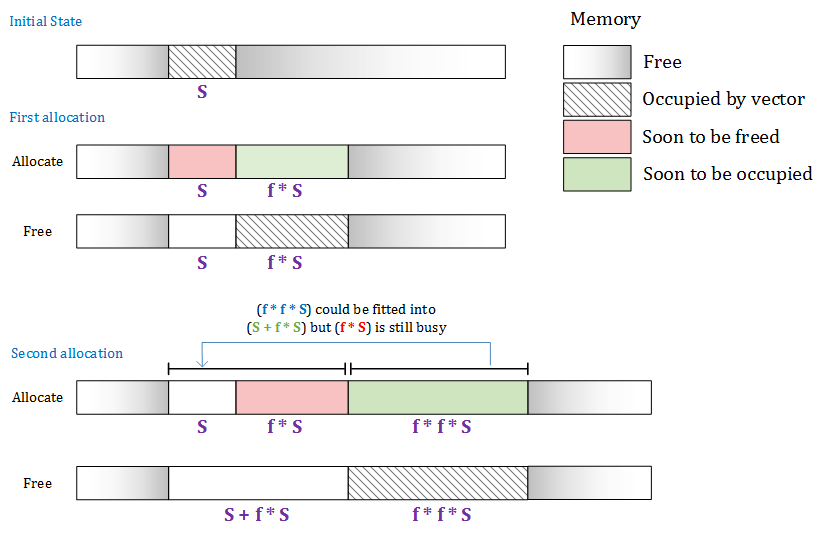 Initial State
Memory
S
Free
Occupied by vector
First allocation
Soon to be freed
Allocate
Soon to be occupied
S
f * S
Free
S
f * S
(f * f * S) could be fitted into
(S + f * S) but (f * S) is still busy
Second allocation
Allocate
S
f * S
f * f * S
Free
S + f * S
f * f * S